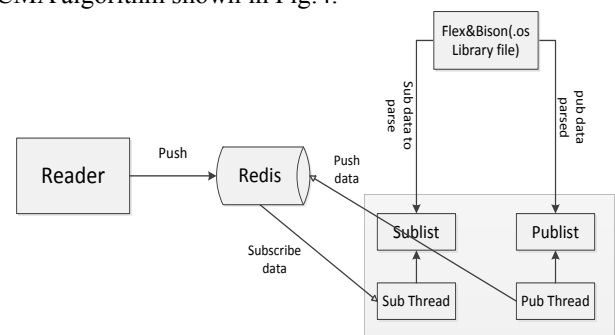 CMA algorithm shown in Fig.4.
Flex&Bison(.os
Library file)
Sub data to
parse
pub data
parsed
Push
Reader
Redis
Push
data
Sublist
Publist
Subscribe
data
Sub Thread
Pub Thread